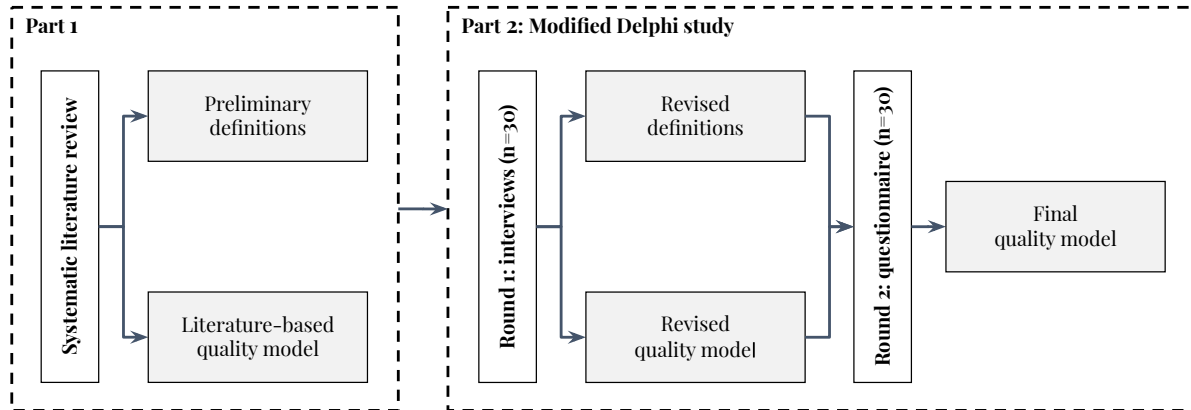 Part 1
Systematic literature review
Preliminary
definitions
Literature-based
quality model
Part 2: Modified Delphi study
Round 1: interviews (n=30)
Revised
definitions
Revised
quality model
Round 2: questionnaire (n=30)
Final
quality model